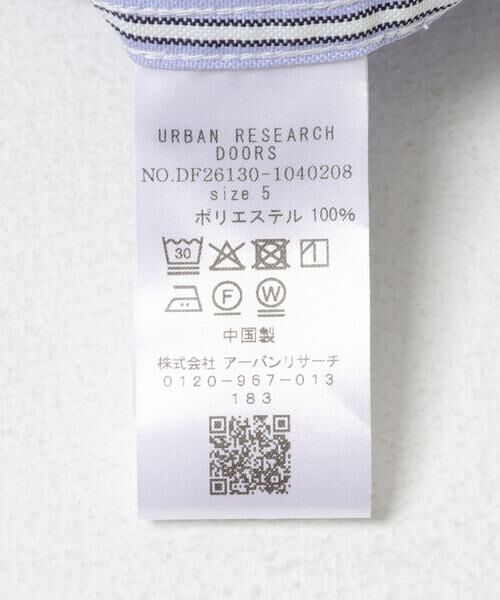 URBAN RESEARCH
DOORS
NO.DF26130-1040208
size 5
ポリエステル 100%
30
F W
中国製
株式会社 アーバンリサーチ
0120-967-013
183